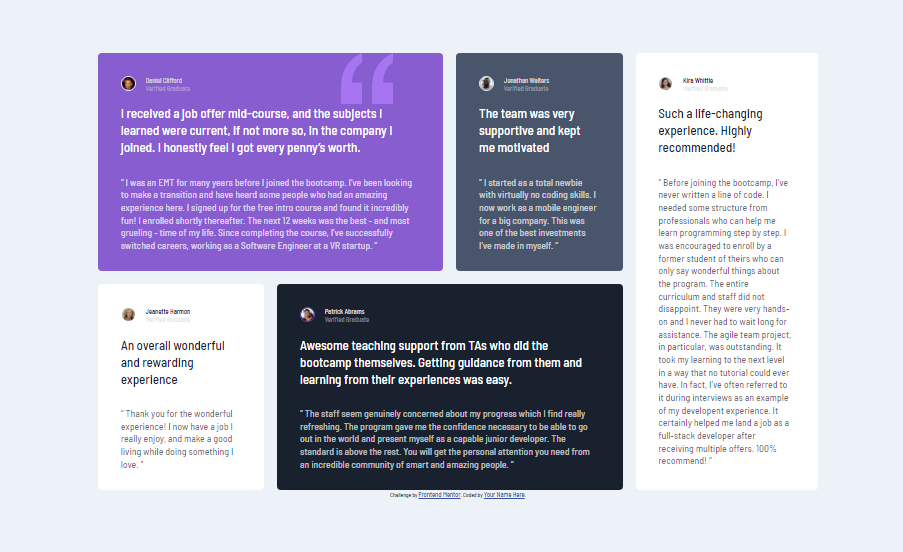 Daniel Clifford
Verified Graduate
I received a job offer mid-course, and the subjects I
learned were current, if not more so, in the company I
joined. I honestly feel I got every penny's worth.
“ I was an EMT for many years before I joined the bootcamp. I've been looking
to make a transition and have heard some people who had an amazing
experience here. I signed up for the free intro course and found it incredibly
fun! I enrolled shortly thereafter. The next 12 weeks was the best - and most
grueling - time of my life. Since completing the course, I've successfully
switched careers, working as a Software Engineer at a VR startup. ”
Jonathan Walters
Verified Graduate
The team was very
supportive and kept
me motivated
“ I started as a total newbie
with virtually no coding skills. I
now work as a mobile engineer
for a big company. This was
one of the best investments
I've made in myself. ”
Kira Whittle
Verified Graduate
Such a life-changing
experience. Highly
recommended!
“ Before joining the bootcamp, I've
never written a line of code. I
needed some structure from
professionals who can help me
learn programming step by step. I
was encouraged to enroll by a
former student of theirs who can
only say wonderful things about
the program. The entire
curriculum and staff did not
disappoint. They were very hands-
on and I never had to wait long for
assistance. The agile team project,
in particular, was outstanding. It
took my learning to the next level
in a way that no tutorial could ever
have. In fact, I've often referred to
it during interviews as an example
of my developent experience. It
certainly helped me land a job as a
full-stack developer after
receiving multiple offers. 100%
recommend! ”
Jeanette Harmon
Verified Graduate
An overall wonderful
and rewarding
experience
“ Thank you for the wonderful
experience! I now have a job I
really enjoy, and make a good
living while doing something I
love. ”
Patrick Abrams
Verified Graduate
Awesome teaching support from TAs who did the
bootcamp themselves. Getting guidance from them and
learning from their experiences was easy.
“ The staff seem genuinely concerned about my progress which I find really
refreshing. The program gave me the confidence necessary to be able to go
out in the world and present myself as a capable junior developer. The
standard is above the rest. You will get the personal attention you need from
an incredible community of smart and amazing people. ”
Challenge by Frontend Mentor. Coded by Your Name Here.